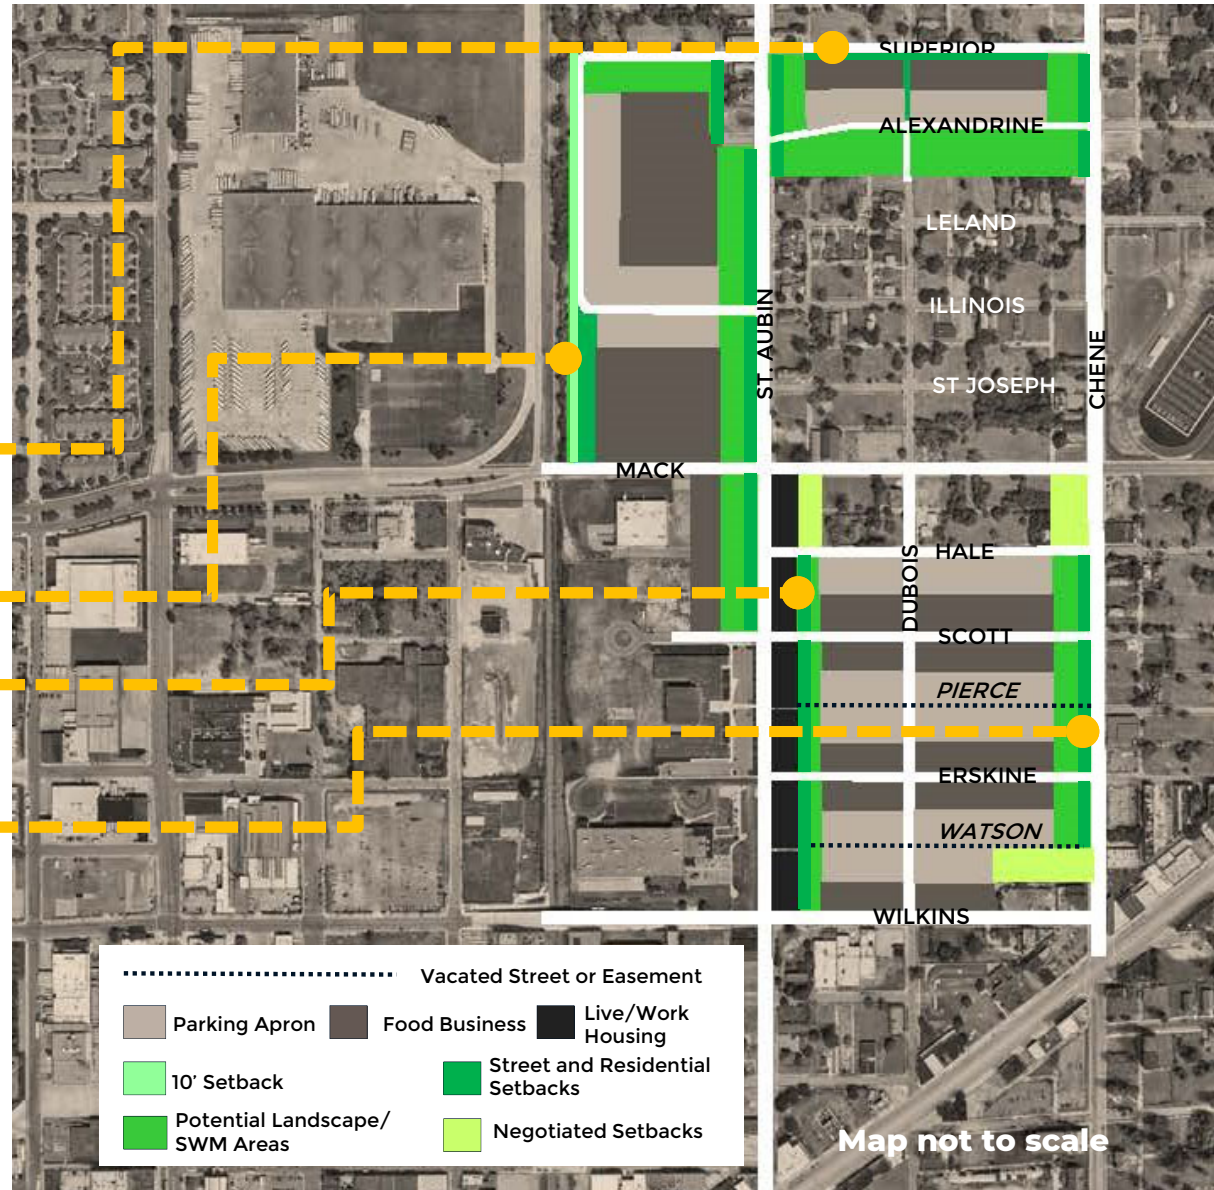 SUPERIOR
ALEXANDRINE
LELAND
ILLINOIS
ST. AUBIN
ST JOSEPH
CHENE
MACK
HALE
DUBOIS
SCOTT
PIERCE
ERSKINE
WATSON
WILKINS
Vacated Street or Easement
Parking Apron
Food Business
Live/Work
Housing
10’ Setback
Street and Residential
Setbacks
Potential Landscape/
SWM Areas
Negotiated Setbacks
Map not to scale